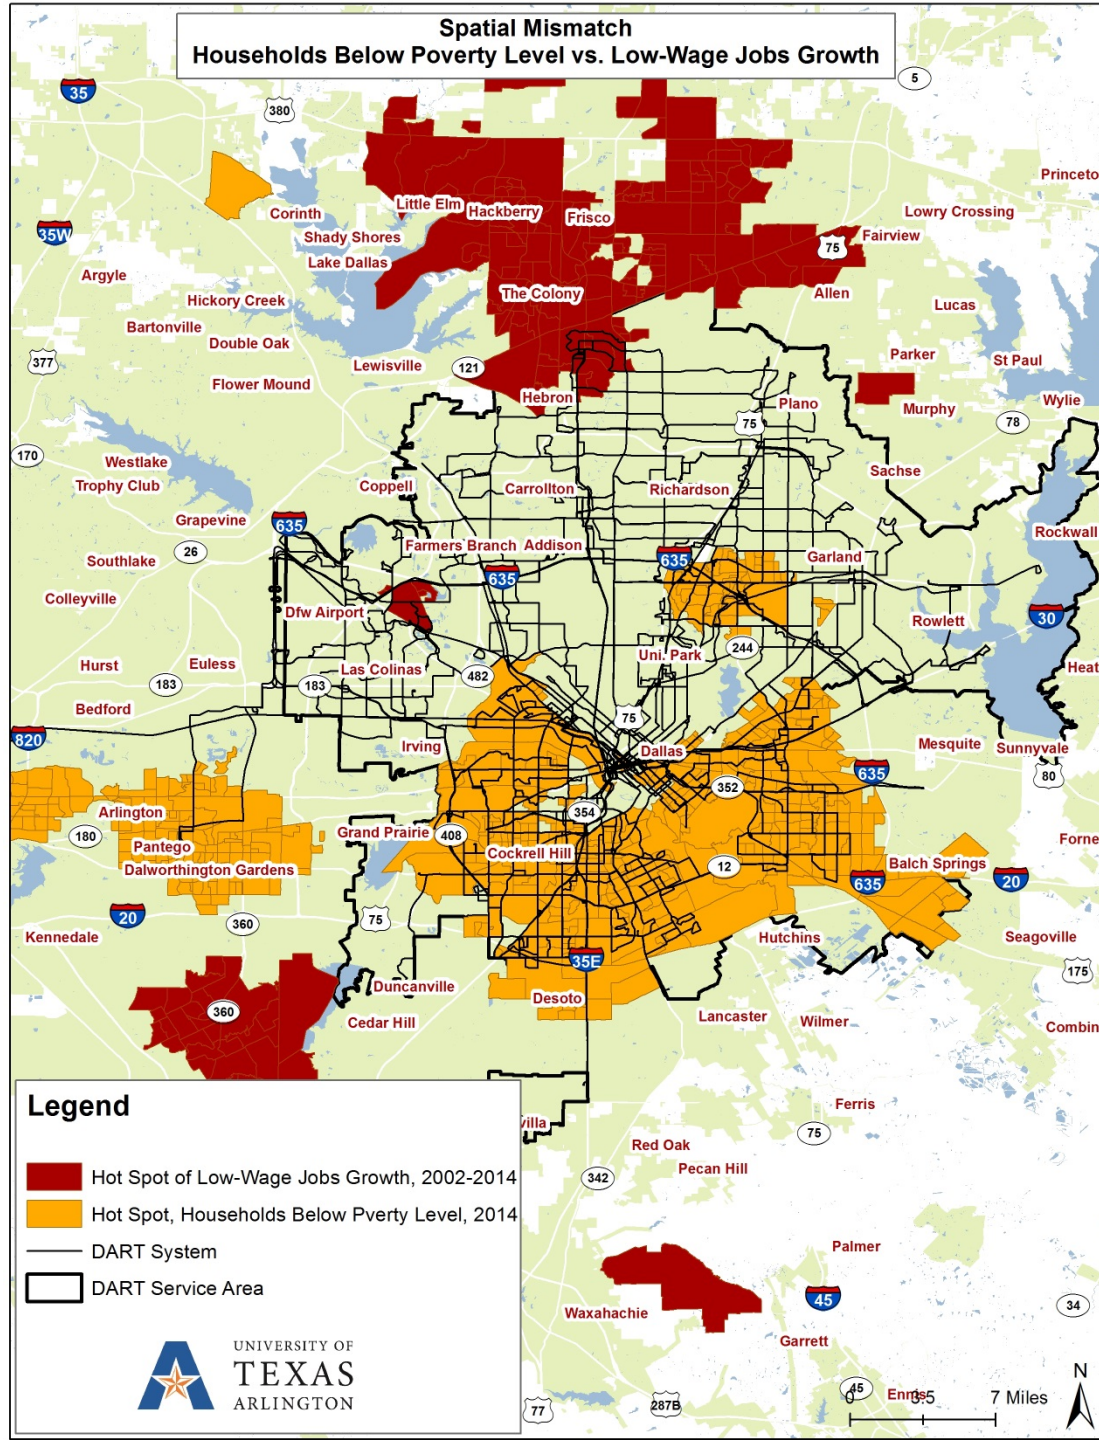 Spatial Mismatch
Households Below Poverty Level vs. Low-Wage Jobs Growth
35
5
380
Princeto
Little Elm
Hackberry
Frisco
Lowry Crossing
Corinth
35W
Shady Shores
75
Fairview
Lake Dallas
Argyle
The Colony
Allen
Hickory Creek
Lucas
Bartonville
Double Oak
377
Lewisville
121
Parker
St Paul
Flower Mound
Hebron
Plano
Murphy
Wylie
75
78
170
Westlake
Sachse
Trophy Club
Coppell
Carrollton
Richardson
Grapevine
635
Rockwall
26
Farmers Branch
Addison
Southlake
635
635
Garland
Colleyville
Dfw Airport
30
Rowlett
Hurst
Euless
Las Colinas
Uni. Park
244
183
183
482
Heat
Bedford
75
820
Irving
Dallas
Mesquite
Sunnyvale
635
80
352
Arlington
354
180
Grand Prairie
408
Forne
Pantego
Cockrell Hill
12
Balch Springs
Dalworthington Gardens
635
20
20
360
75
Kennedale
Hutchins
Seagoville
35E
175
Duncanville
Desoto
360
Cedar Hill
Lancaster
Wilmer
Combin
Legend
Ferris
villa
75
Red Oak
Pecan Hill
Hot Spot of Low-Wage Jobs Growth, 2002-2014
342
Hot Spot, Households Below Pverty Level, 2014
DART System
Palmer
DART Service Area
45
34
Waxahachie
Garrett
UNIVERSITY OF
TEXAS
ARLINGTON
N
45
Ennis
0 3.5 7 Miles
77
287B